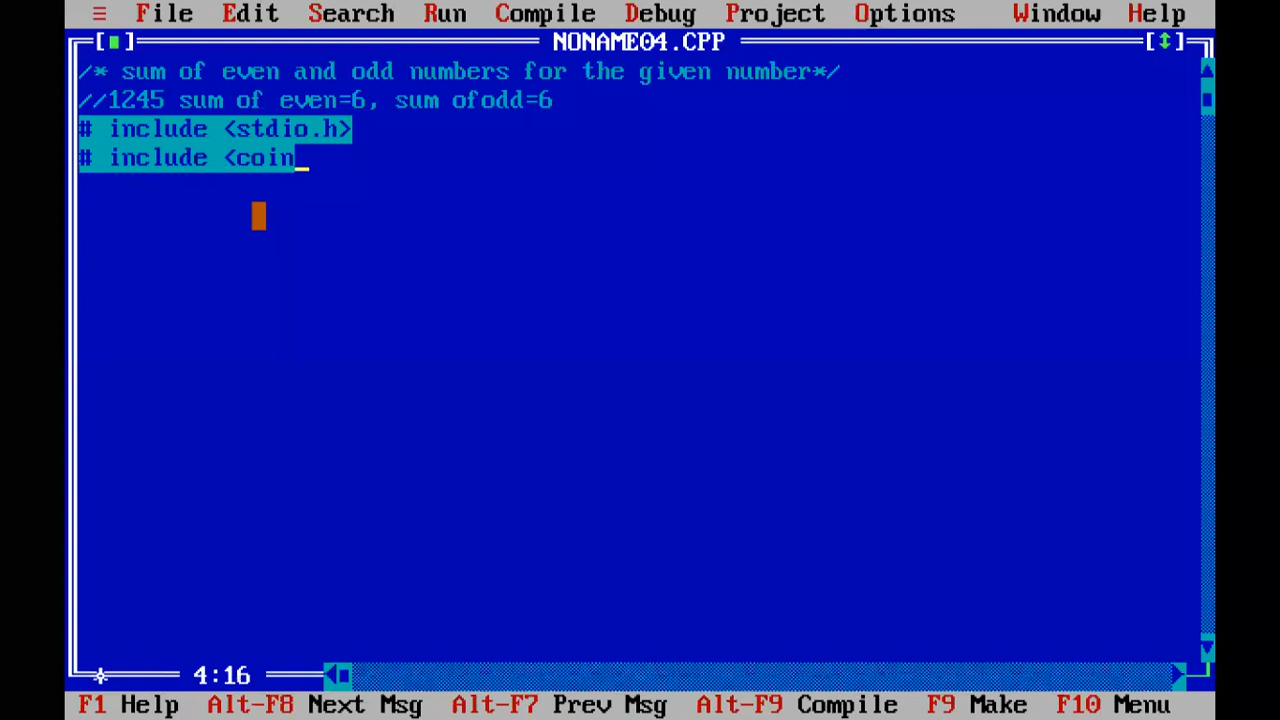 ≡ File Edit Search Run Compile Debug Project Options Window Help
[■] NONAME04.CPP [↕]
/* sum of even and odd numbers for the given number*/
//1245 sum of even=6, sum ofodd=6
# include <stdio.h>
# include <coin_
4:16
F1 Help Alt-F8 Next Msg Alt-F7 Prev Msg Alt-F9 Compile F9 Make F10 Menu